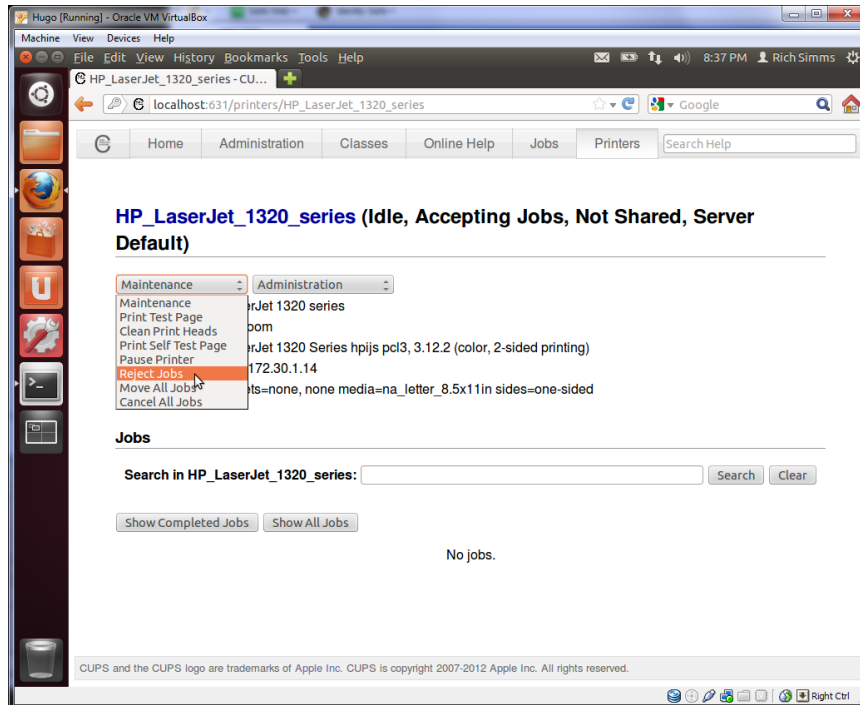 Hugo [Running] - Oracle VM VirtualBox
Machine View Devices Help
File Edit View History Bookmarks Tools Help 8:37 PM Rich Simms
HP_LaserJet_1320_series - CU...
localhost:631/printers/HP_LaserJet_1320_series Google
Home Administration Classes Online Help Jobs Printers Search Help
HP_LaserJet_1320_series (Idle, Accepting Jobs, Not Shared, Server
Default)
Maintenance Administration
Maintenance
erJet 1320 series
Print Test Page
Clean Print Heads
oom
Print Self Test Page
erJet 1320 Series hpijs pcl3, 3.12.2 (color, 2-sided printing)
Pause Printer
Reject Jobs
172.30.1.14
Move All Jobs
ets=none, none media=na_letter_8.5x11in sides=one-sided
Cancel All Jobs
Jobs
Search in HP_LaserJet_1320_series: Search Clear
Show Completed Jobs Show All Jobs
No jobs.
CUPS and the CUPS logo are trademarks of Apple Inc. CUPS is copyright 2007-2012 Apple Inc. All rights reserved.
Right Ctrl